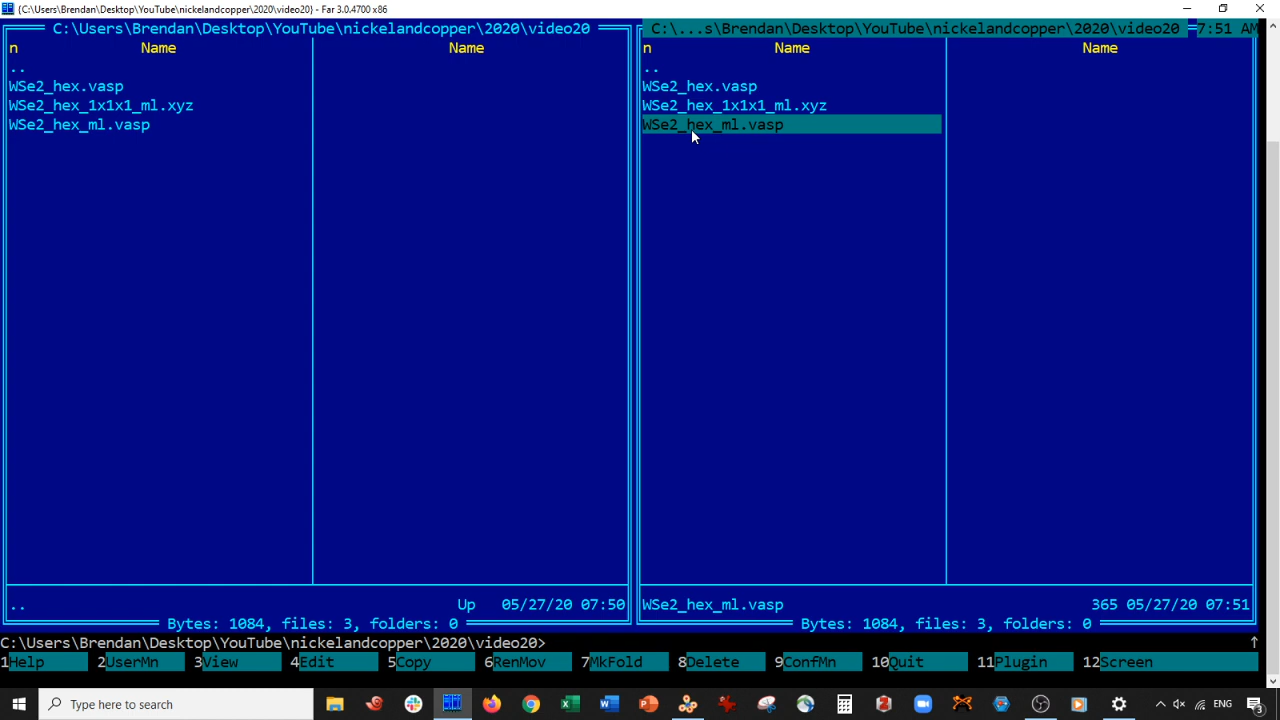 {C:\Users\Brendan\Desktop\YouTube\nickelandcopper\2020\video20} - Far 3.0.4700 x86
C:\Users\Brendan\Desktop\YouTube\nickelandcopper\2020\video20
n Name Name
..
WSe2_hex.vasp
WSe2_hex_1x1x1_ml.xyz
WSe2_hex_ml.vasp
.. Up 05/27/20 07:50
Bytes: 1084, files: 3, folders: 0
C:\...s\Brendan\Desktop\YouTube\nickelandcopper\2020\video20 7:51 AM
n Name Name
..
WSe2_hex.vasp
WSe2_hex_1x1x1_ml.xyz
WSe2_hex_ml.vasp
WSe2_hex_ml.vasp 365 05/27/20 07:51
Bytes: 1084, files: 3, folders: 0
C:\Users\Brendan\Desktop\YouTube\nickelandcopper\2020\video20>
1Help 2UserMn 3View 4Edit 5Copy 6RenMov 7MkFold 8Delete 9ConfMn 10Quit 11Plugin 12Screen
Type here to search
ENG
3